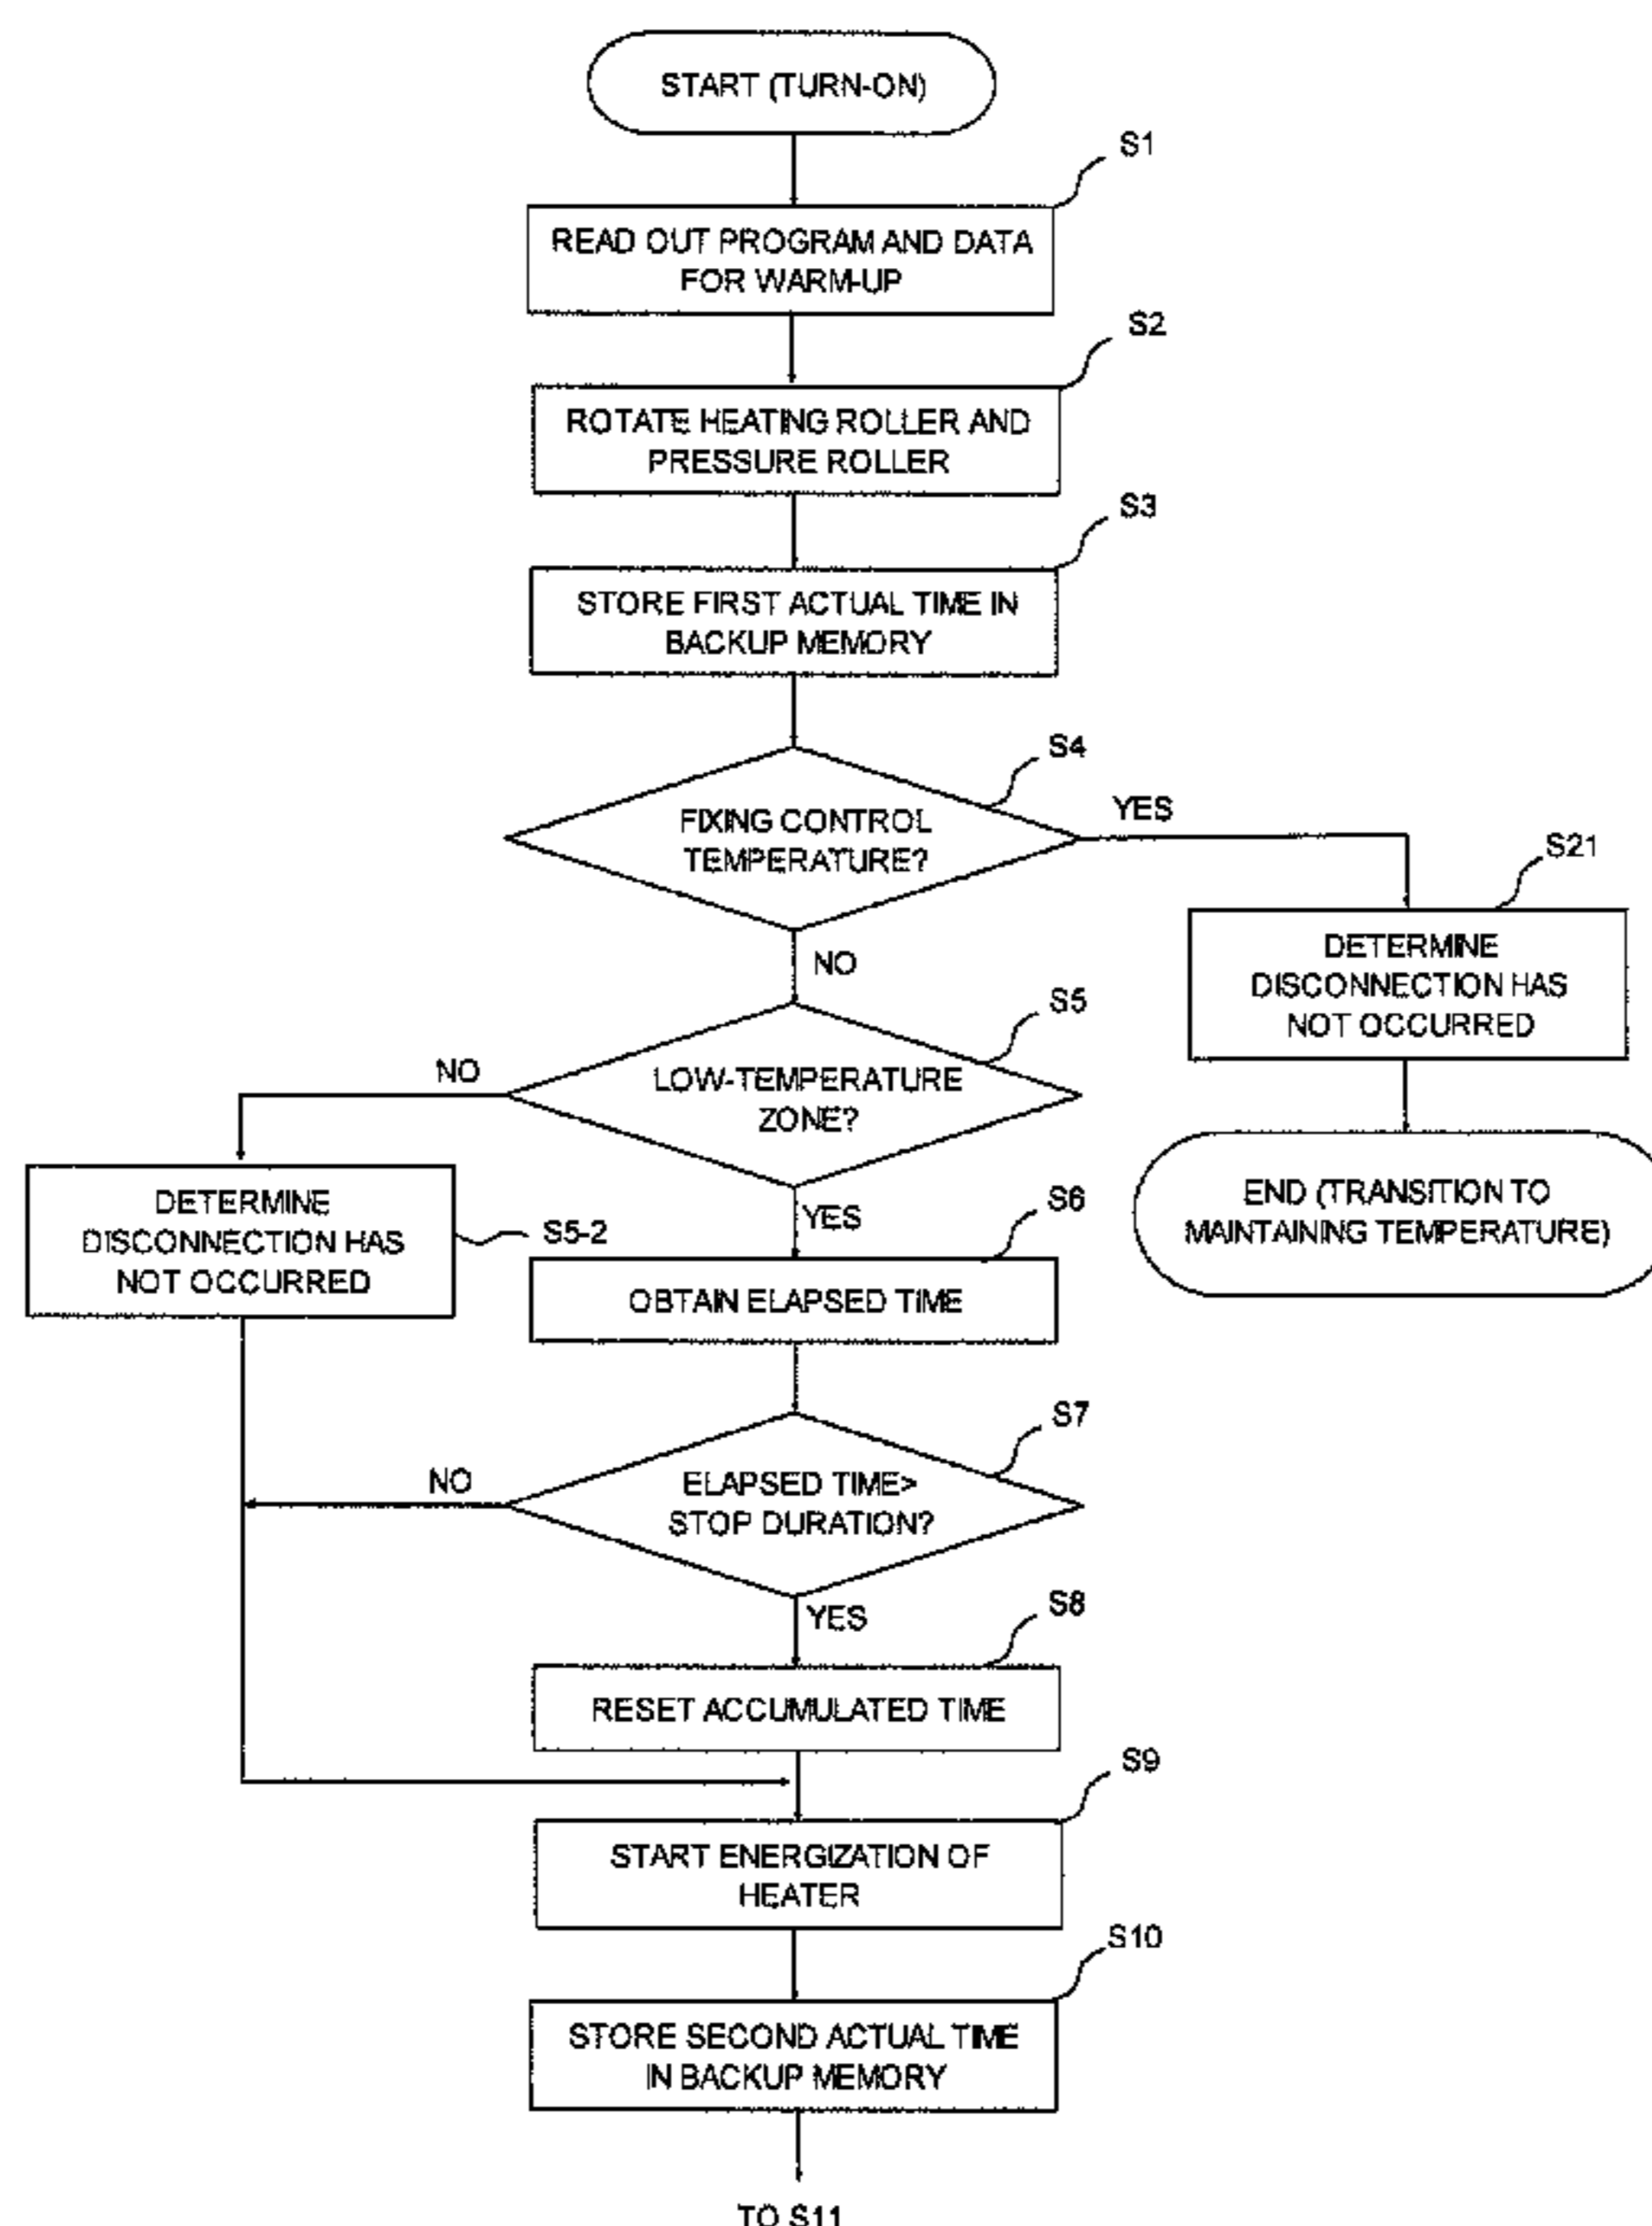 START (TURN-ON)
S1
READ OUT PROGRAM AND DATA
FOR WARM-UP
S2
ROTATE HEATING ROLLER AND
PRESSURE ROLLER
S3
STORE FIRST ACTUAL TIME IN
BACKUP MEMORY
S4
FIXING CONTROL
TEMPERATURE?
YES
S21
DETERMINE
DISCONNECTION HAS
NOT OCCURRED
END (TRANSITION TO
MAINTAINING TEMPERATURE)
NO
S5
LOW-TEMPERATURE
ZONE?
NO
DETERMINE
DISCONNECTION HAS
NOT OCCURRED
S5-2
YES
S6
OBTAIN ELAPSED TIME
S7
ELAPSED TIME>
STOP DURATION?
NO
YES
S8
RESET ACCUMULATED TIME
S9
START ENERGIZATION OF
HEATER
S10
STORE SECOND ACTUAL TIME
IN BACKUP MEMORY
TO S11